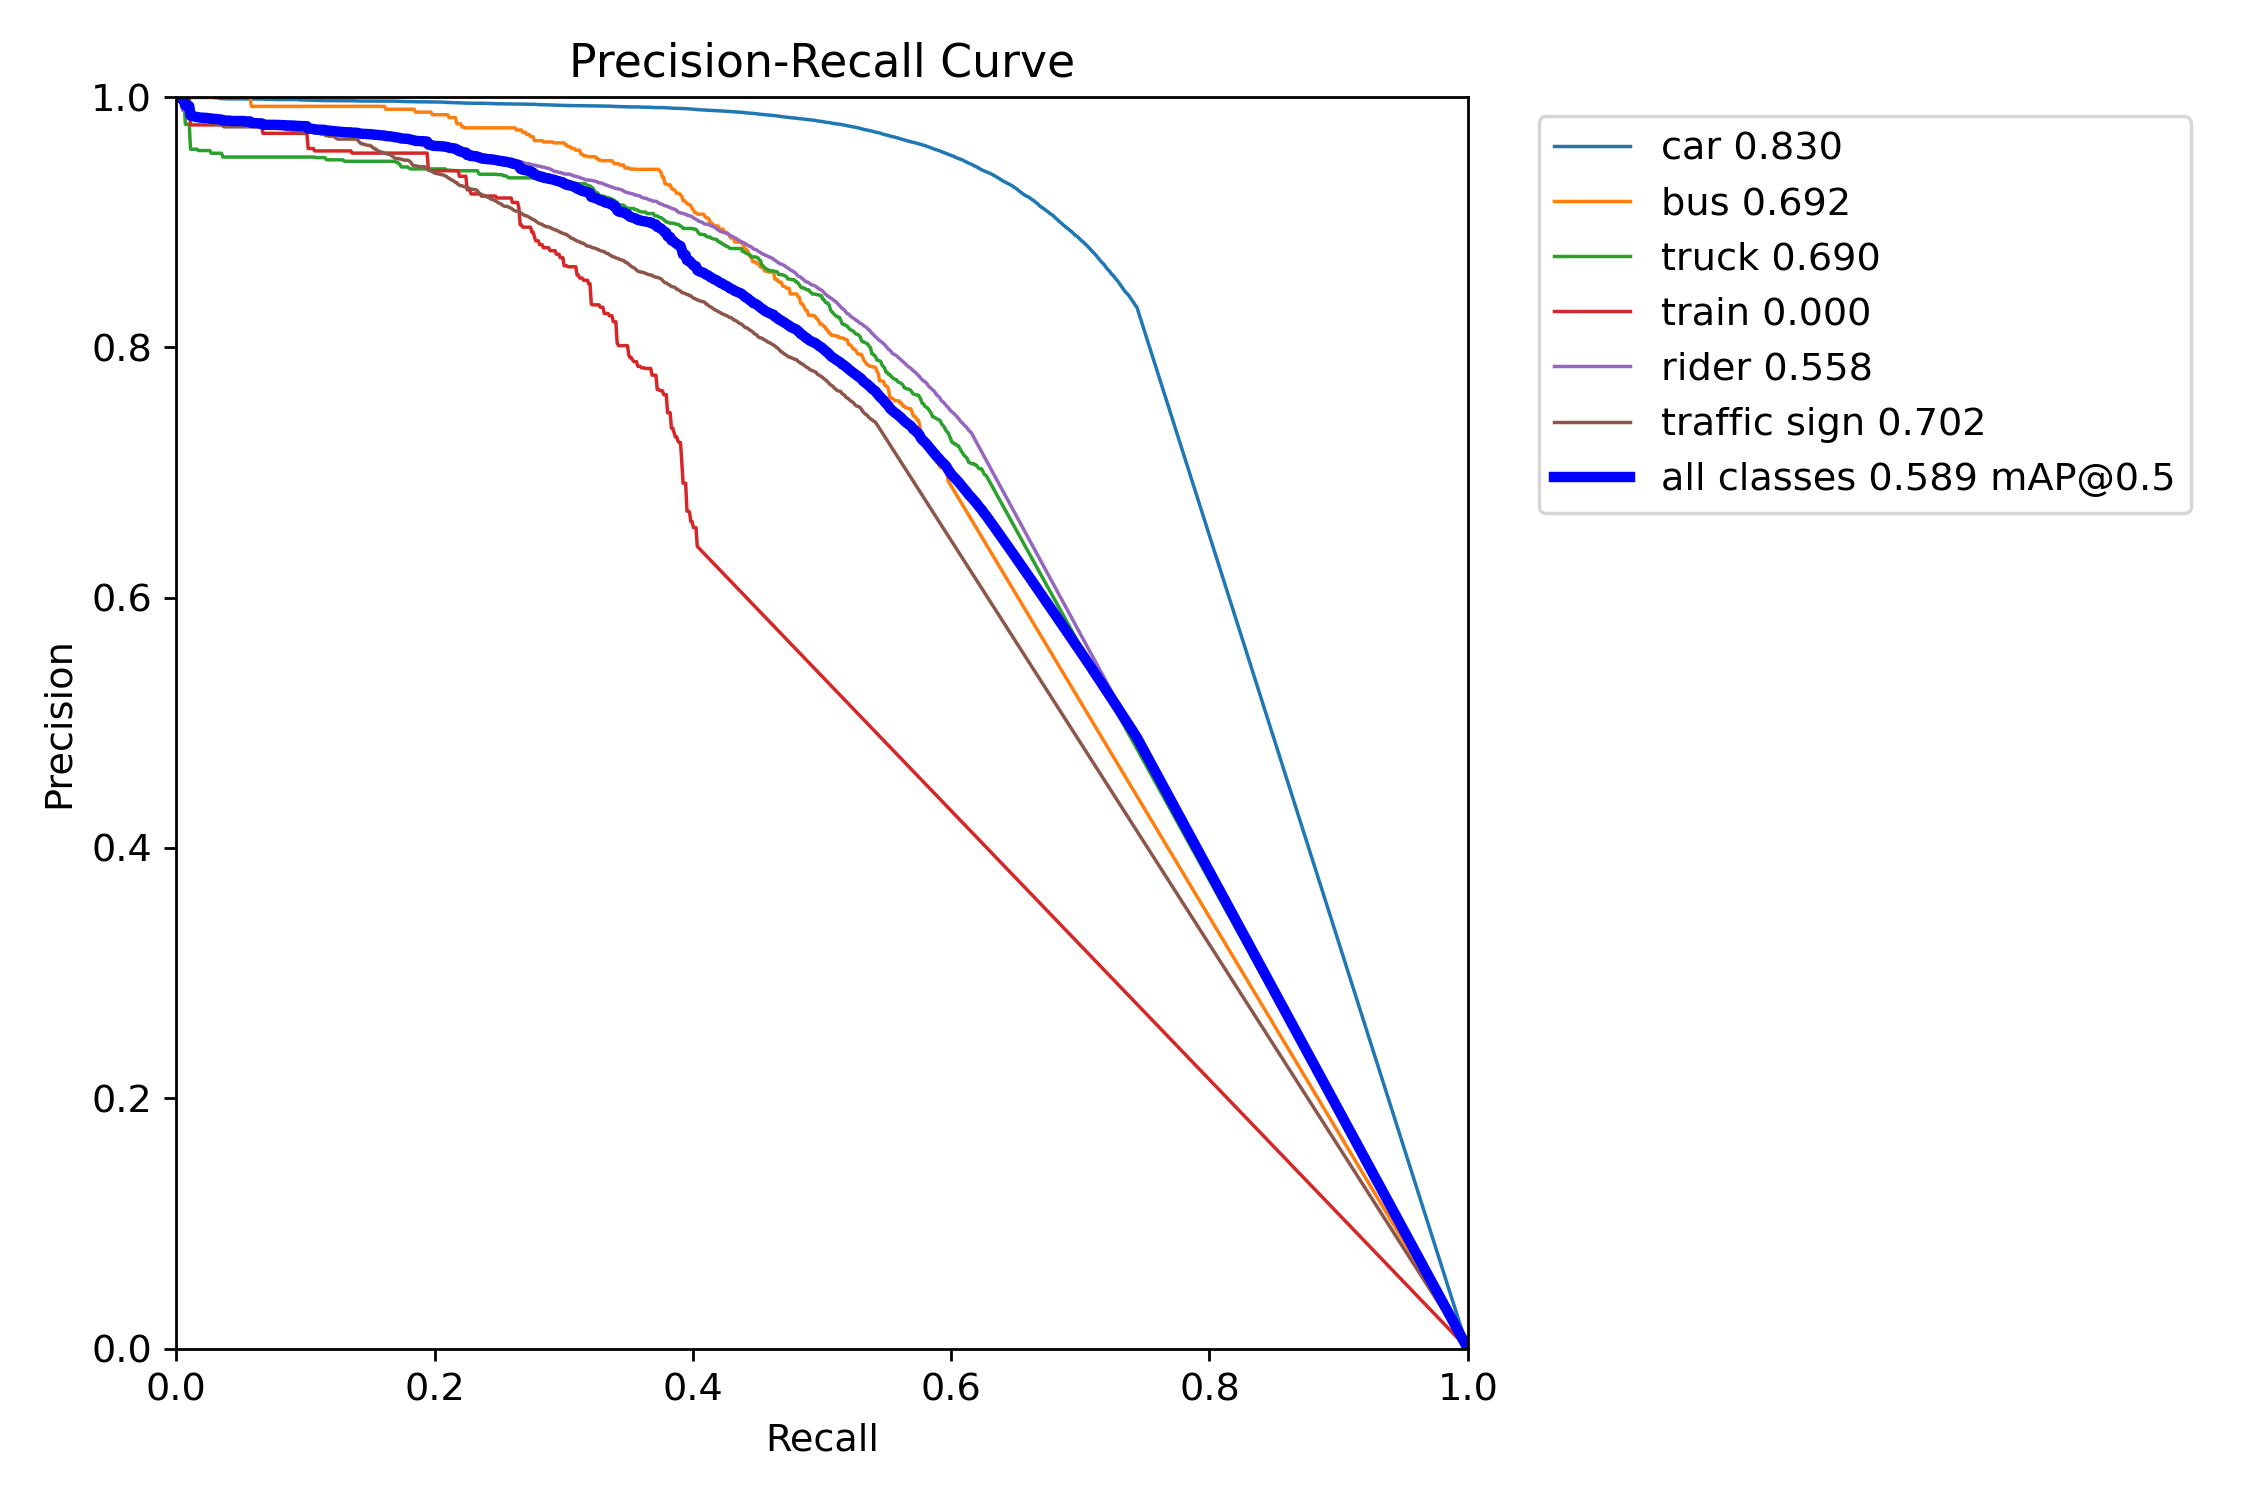 Precision-Recall Curve
1.0
0.8
0.6
0.4
0.2
0.0
Precision
0.0 0.2 0.4 0.6 0.8 1.0
Recall
car 0.830
bus 0.692
truck 0.690
train 0.000
rider 0.558
traffic sign 0.702
all classes 0.589 mAP@0.5